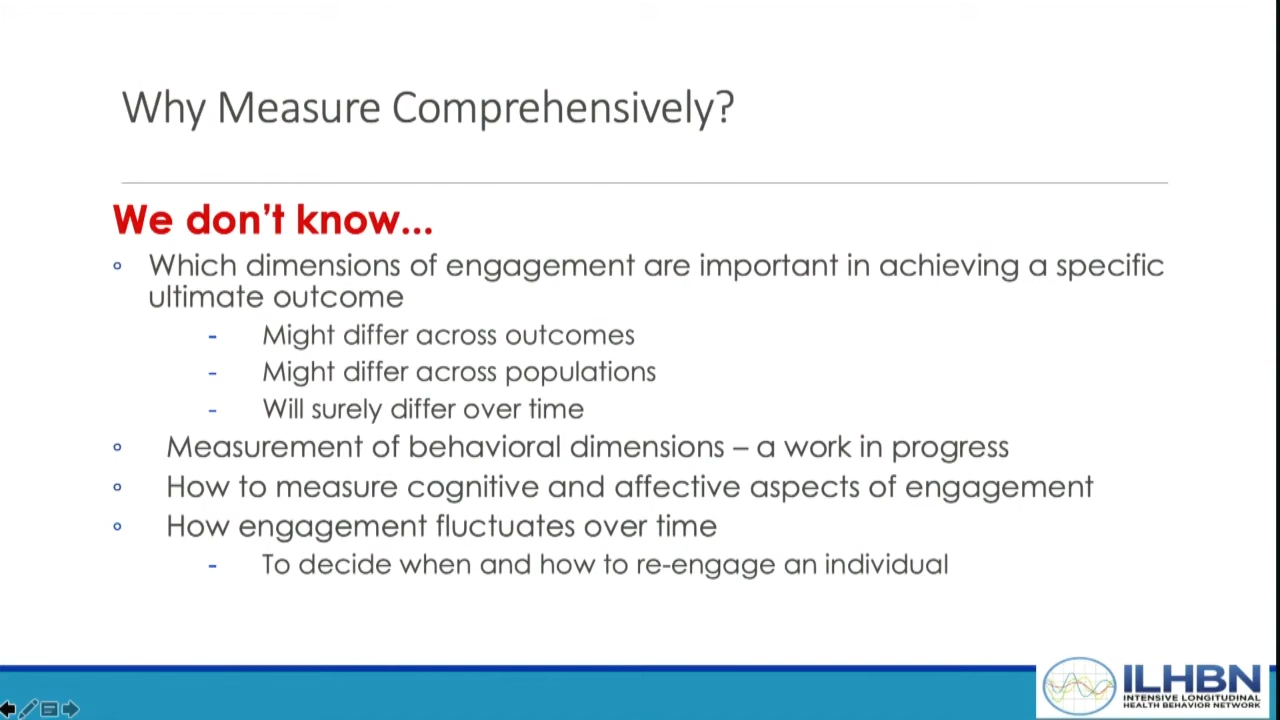 Why Measure Comprehensively?
We don't know...
° Which dimensions of engagement are important in achieving a specific
ultimate outcome
- Might differ across outcomes
- Might differ across populations
- Will surely differ over time
° Measurement of behavioral dimensions – a work in progress
° How to measure cognitive and affective aspects of engagement
° How engagement fluctuates over time
- To decide when and how to re-engage an individual
ILHBN
INTENSIVE LONGITUDINAL
HEALTH BEHAVIOR NETWORK